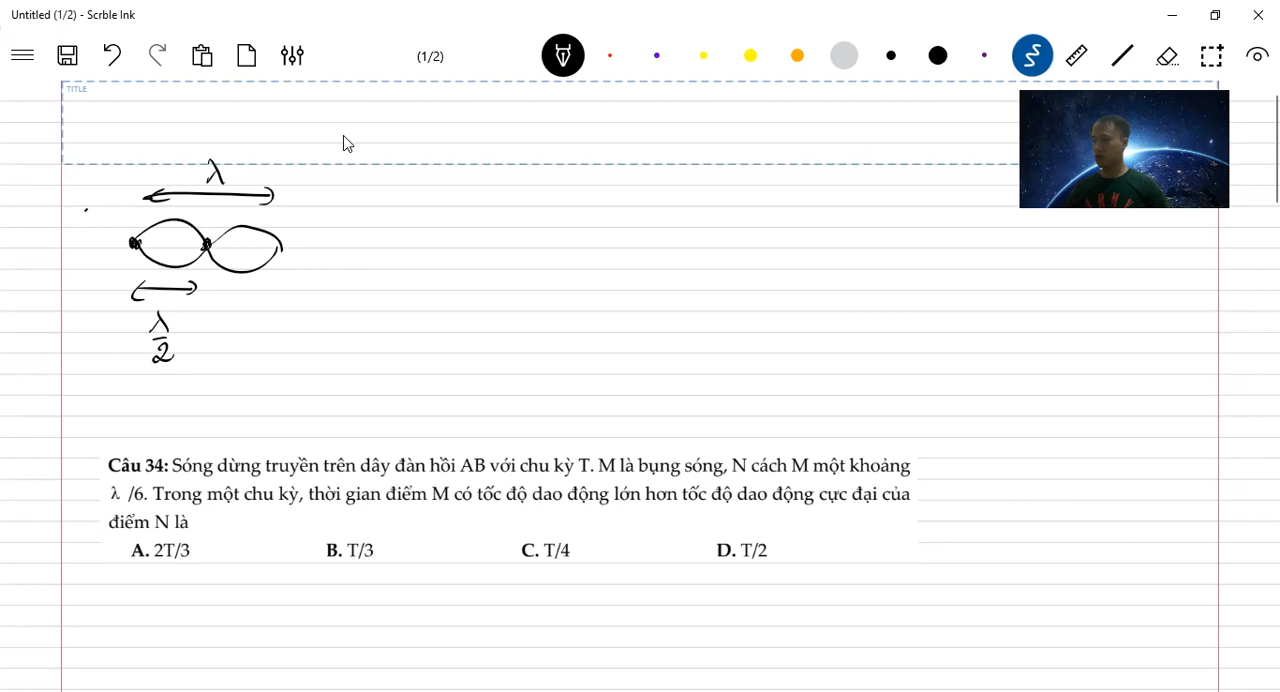 Untitled (1/2) - Scrble Ink
(1/2)
TITLE
λ
λ
2
Câu 34: Sóng dừng truyền trên dây đàn hồi AB với chu kỳ T. M là bụng sóng, N cách M một khoảng
λ /6. Trong một chu kỳ, thời gian điểm M có tốc độ dao động lớn hơn tốc độ dao động cực đại của
điểm N là
A. 2T/3 B. T/3 C. T/4 D. T/2